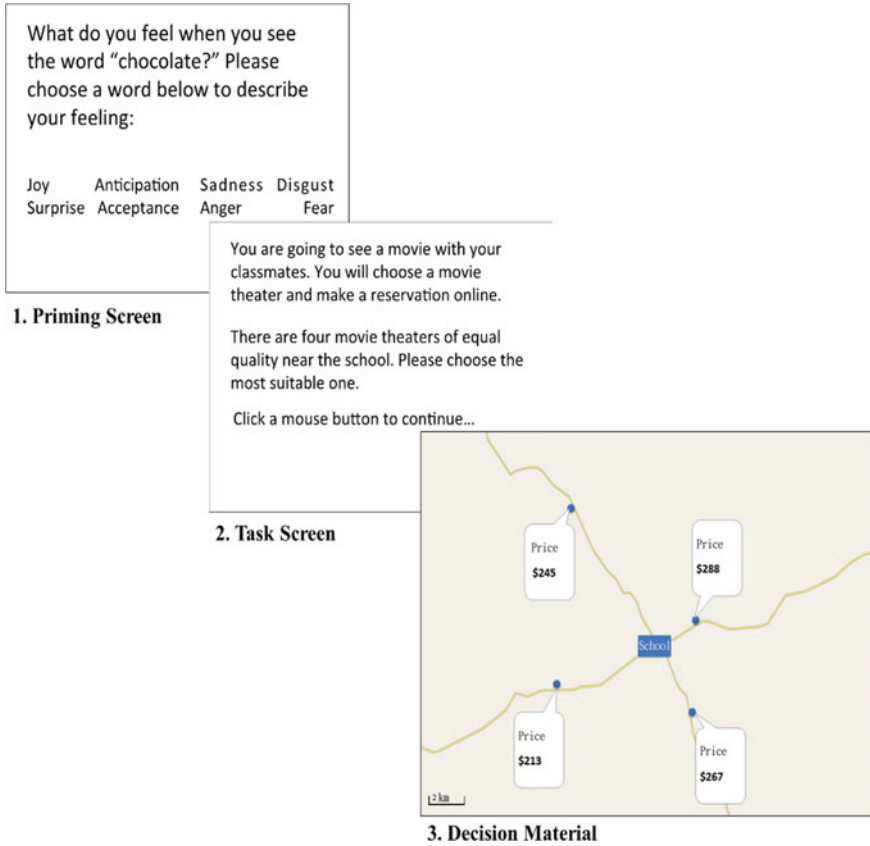 What do you feel when you see
the word “chocolate?” Please
choose a word below to describe
your feeling:
Joy Anticipation Sadness Disgust
Surprise Acceptance Anger Fear
1. Priming Screen
You are going to see a movie with your
classmates. You will choose a movie
theater and make a reservation online.
There are four movie theaters of equal
quality near the school. Please choose the
most suitable one.
Click a mouse button to continue...
2. Task Screen
Price
$245
Price
$288
School
Price
$213
Price
$267
2 km
3. Decision Material